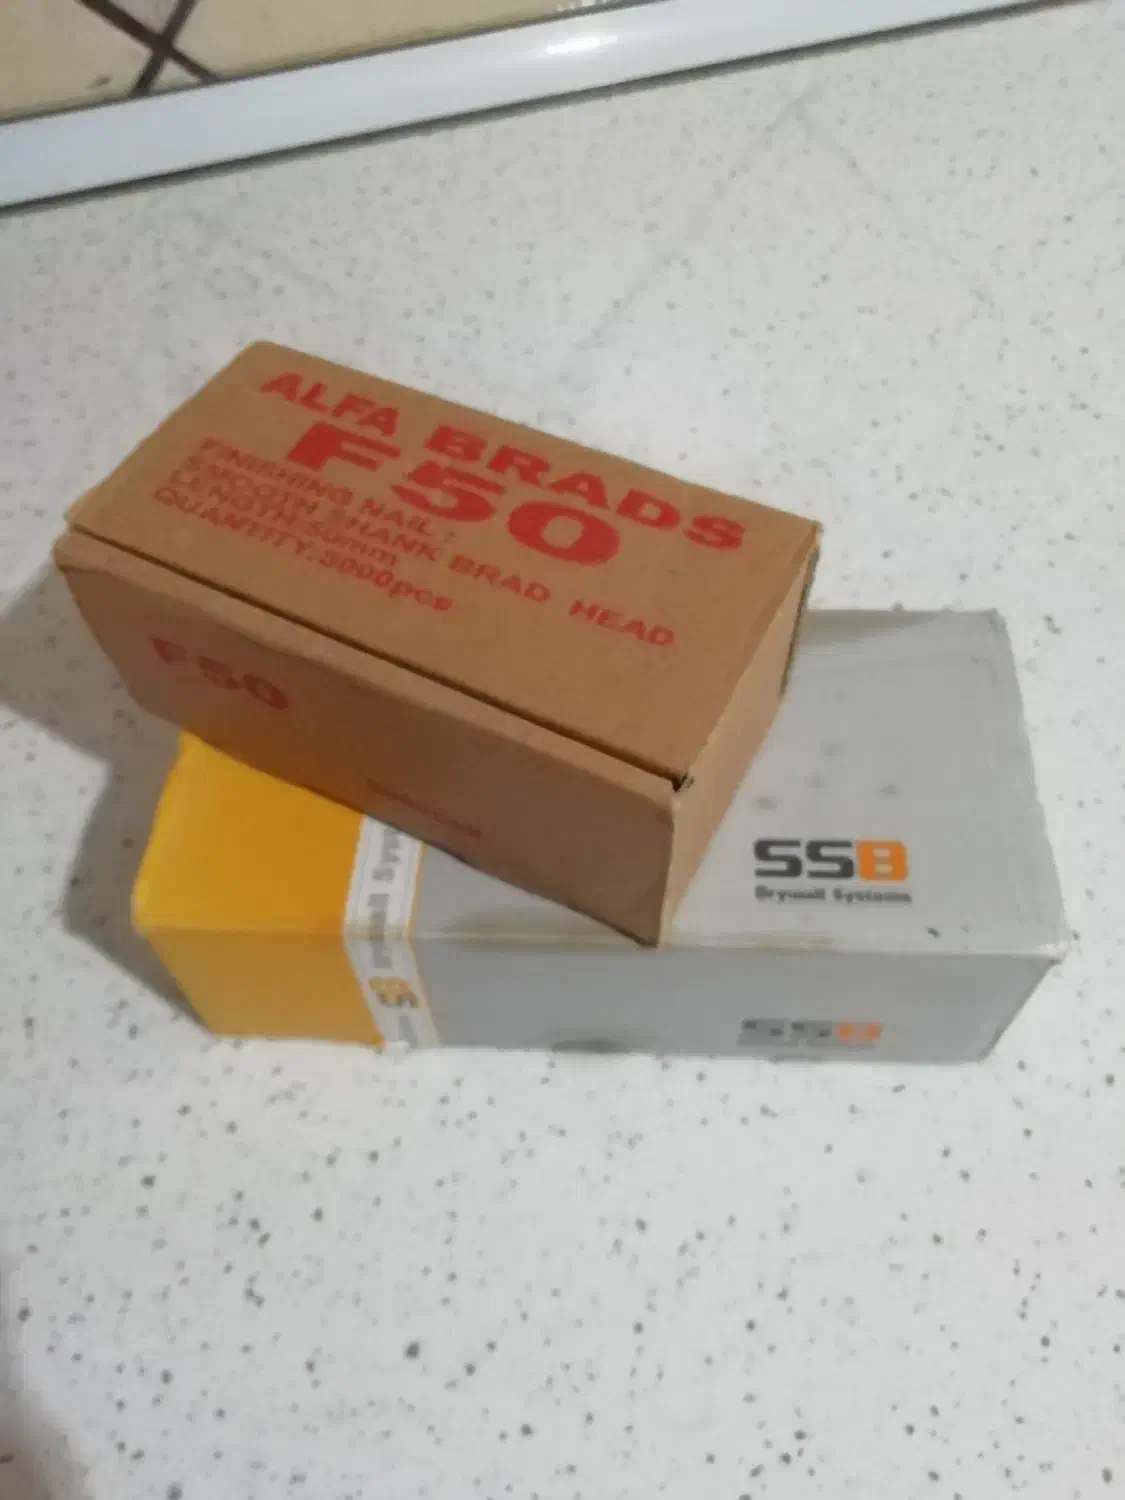 ALFA BRADS
F50
FINISHING NAIL :
SMOOTH SHANK BRAD HEAD
LENGTH:50mm
QUANTITY:5000pcs
F50
SSB
Drywall Systems
SSB